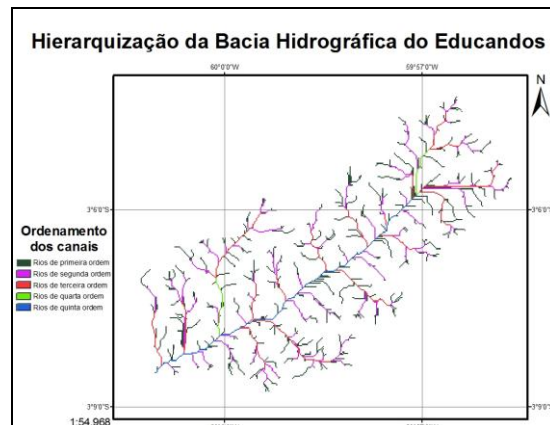 Hierarquização da Bacia Hidrográfica do Educandos
60°0'0"W 59°57'0"W
N
3°6'0"S 3°6'0"S
Ordenamento
dos canais
Rios de primeira ordem
Rios de segunda ordem
Rios de terceira ordem
Rios de quarta ordem
Rios de quinta ordem
3°9'0"S 3°9'0"S
1:54.968